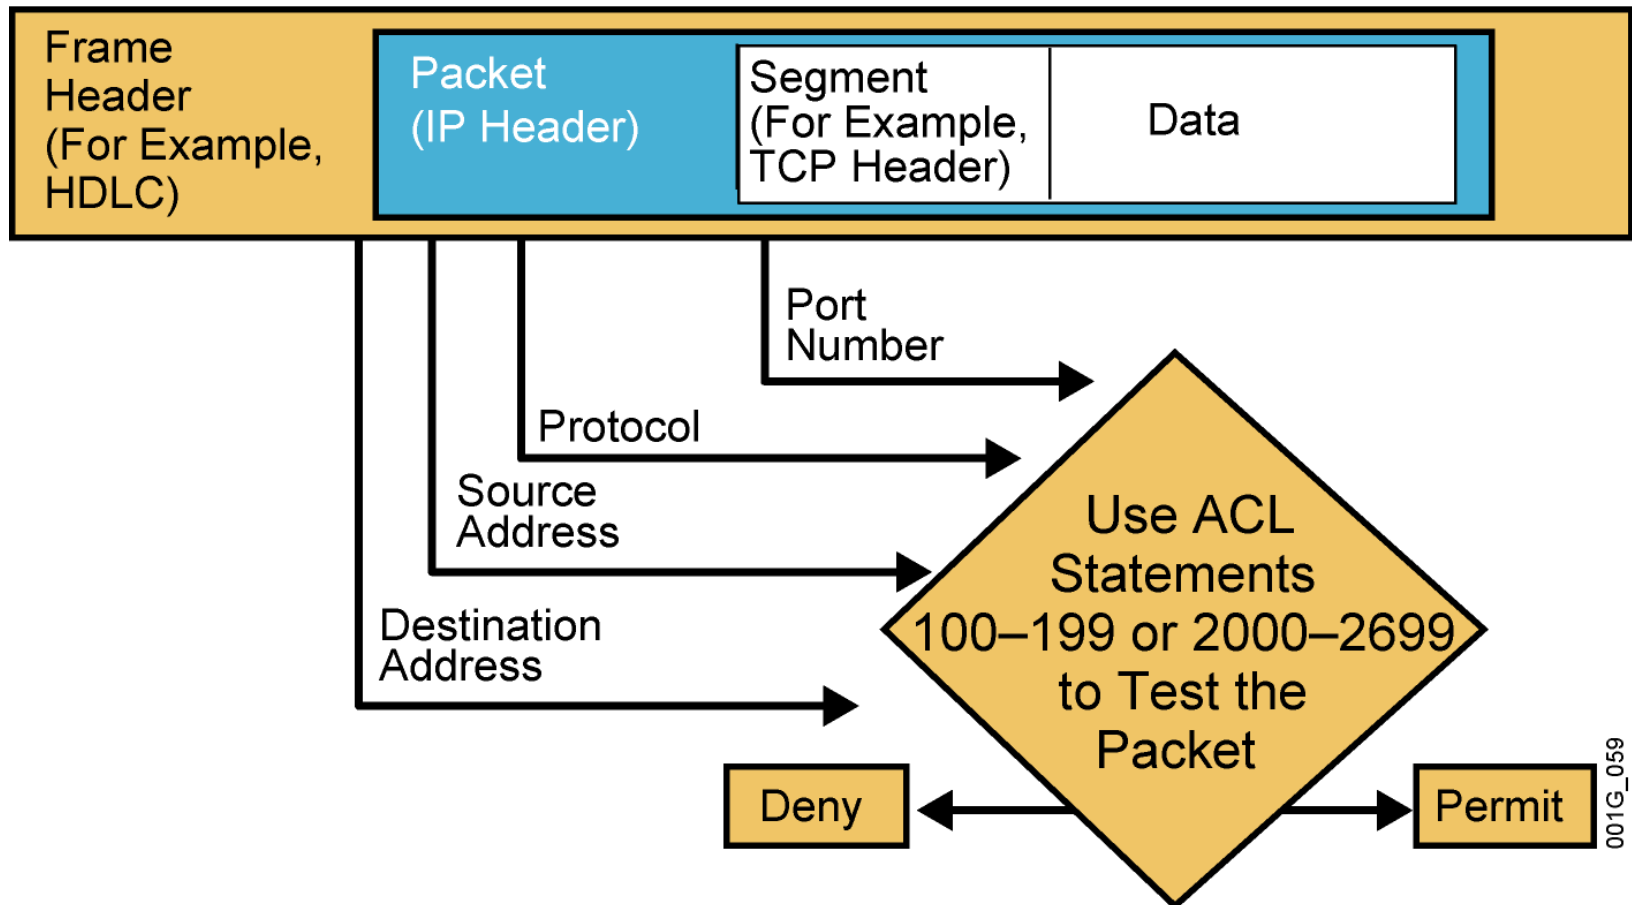 Frame
Header
(For Example,
HDLC)
Packet
(IP Header)
Segment
(For Example,
TCP Header)
Data
Port
Number
Protocol
Source
Address
Destination
Address
Use ACL
Statements
100–199 or 2000–2699
to Test the
Packet
Deny
Permit
001G_059